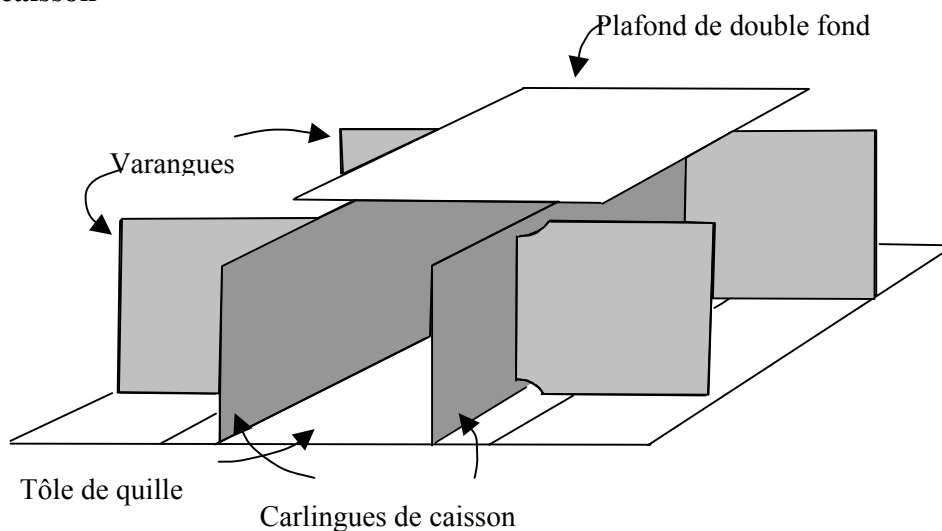 caisson
Plafond de double fond
Varangues
Tôle de quille
Carlingues de caisson